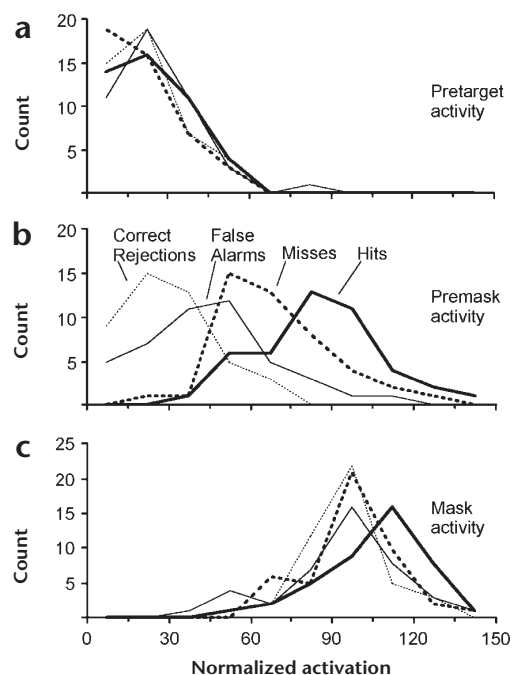 a
20
15
10
5
Count
Pretarget
activity
b
20
15
10
5
0
Count
Correct
Rejections
False
Alarms
Misses
Hits
Premask
activity
c
25
20
15
10
5
Count
Mask
activity
0 30 60 90 120 150
Normalized activation